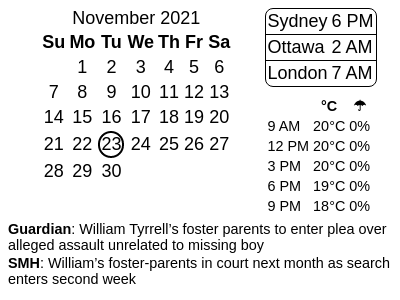 November 2021
Su Mo Tu We Th Fr Sa
1 2 3 4 5 6
7 8 9 10 11 12 13
14 15 16 17 18 19 20
21 22 23 24 25 26 27
28 29 30
Sydney 6 PM
Ottawa 2 AM
London 7 AM
°C ☂
9 AM 20°C 0%
12 PM 20°C 0%
3 PM 20°C 0%
6 PM 19°C 0%
9 PM 18°C 0%
Guardian: William Tyrrell’s foster parents to enter plea over
alleged assault unrelated to missing boy
SMH: William’s foster-parents in court next month as search
enters second week